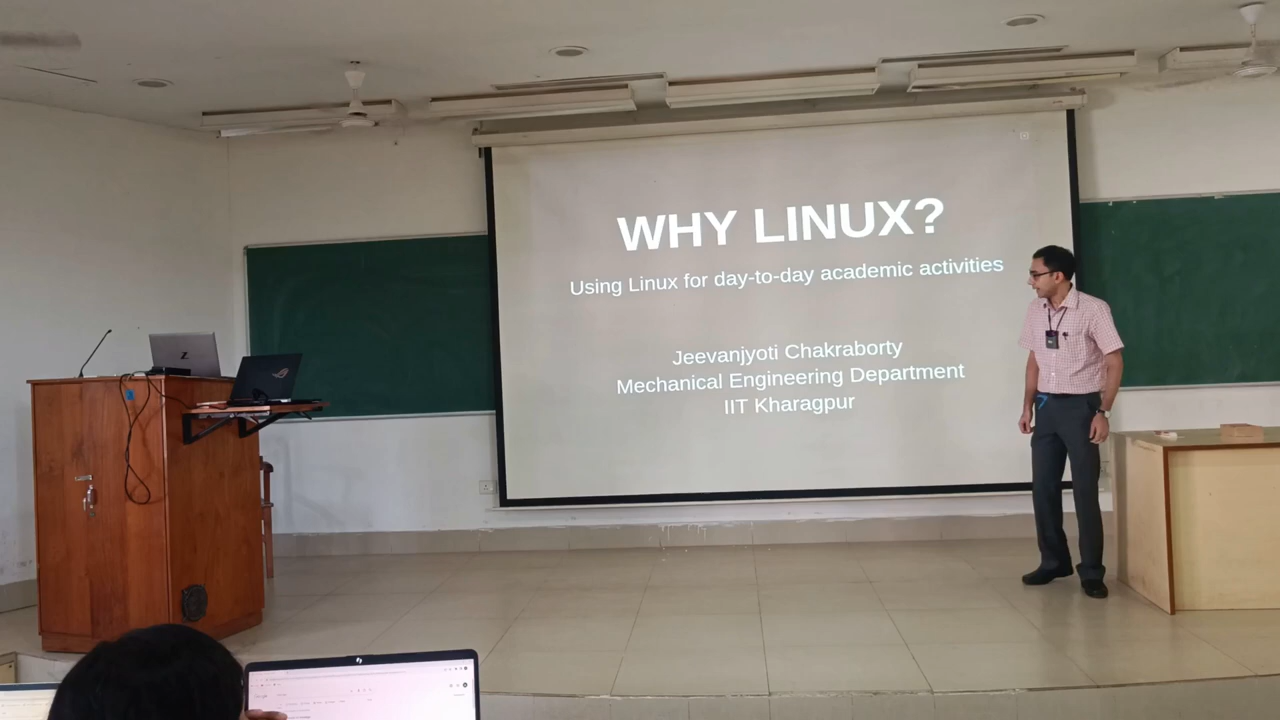 WHY LINUX?
Using Linux for day-to-day academic activities
Jeevanjyoti Chakraborty
Mechanical Engineering Department
IIT Kharagpur
Z